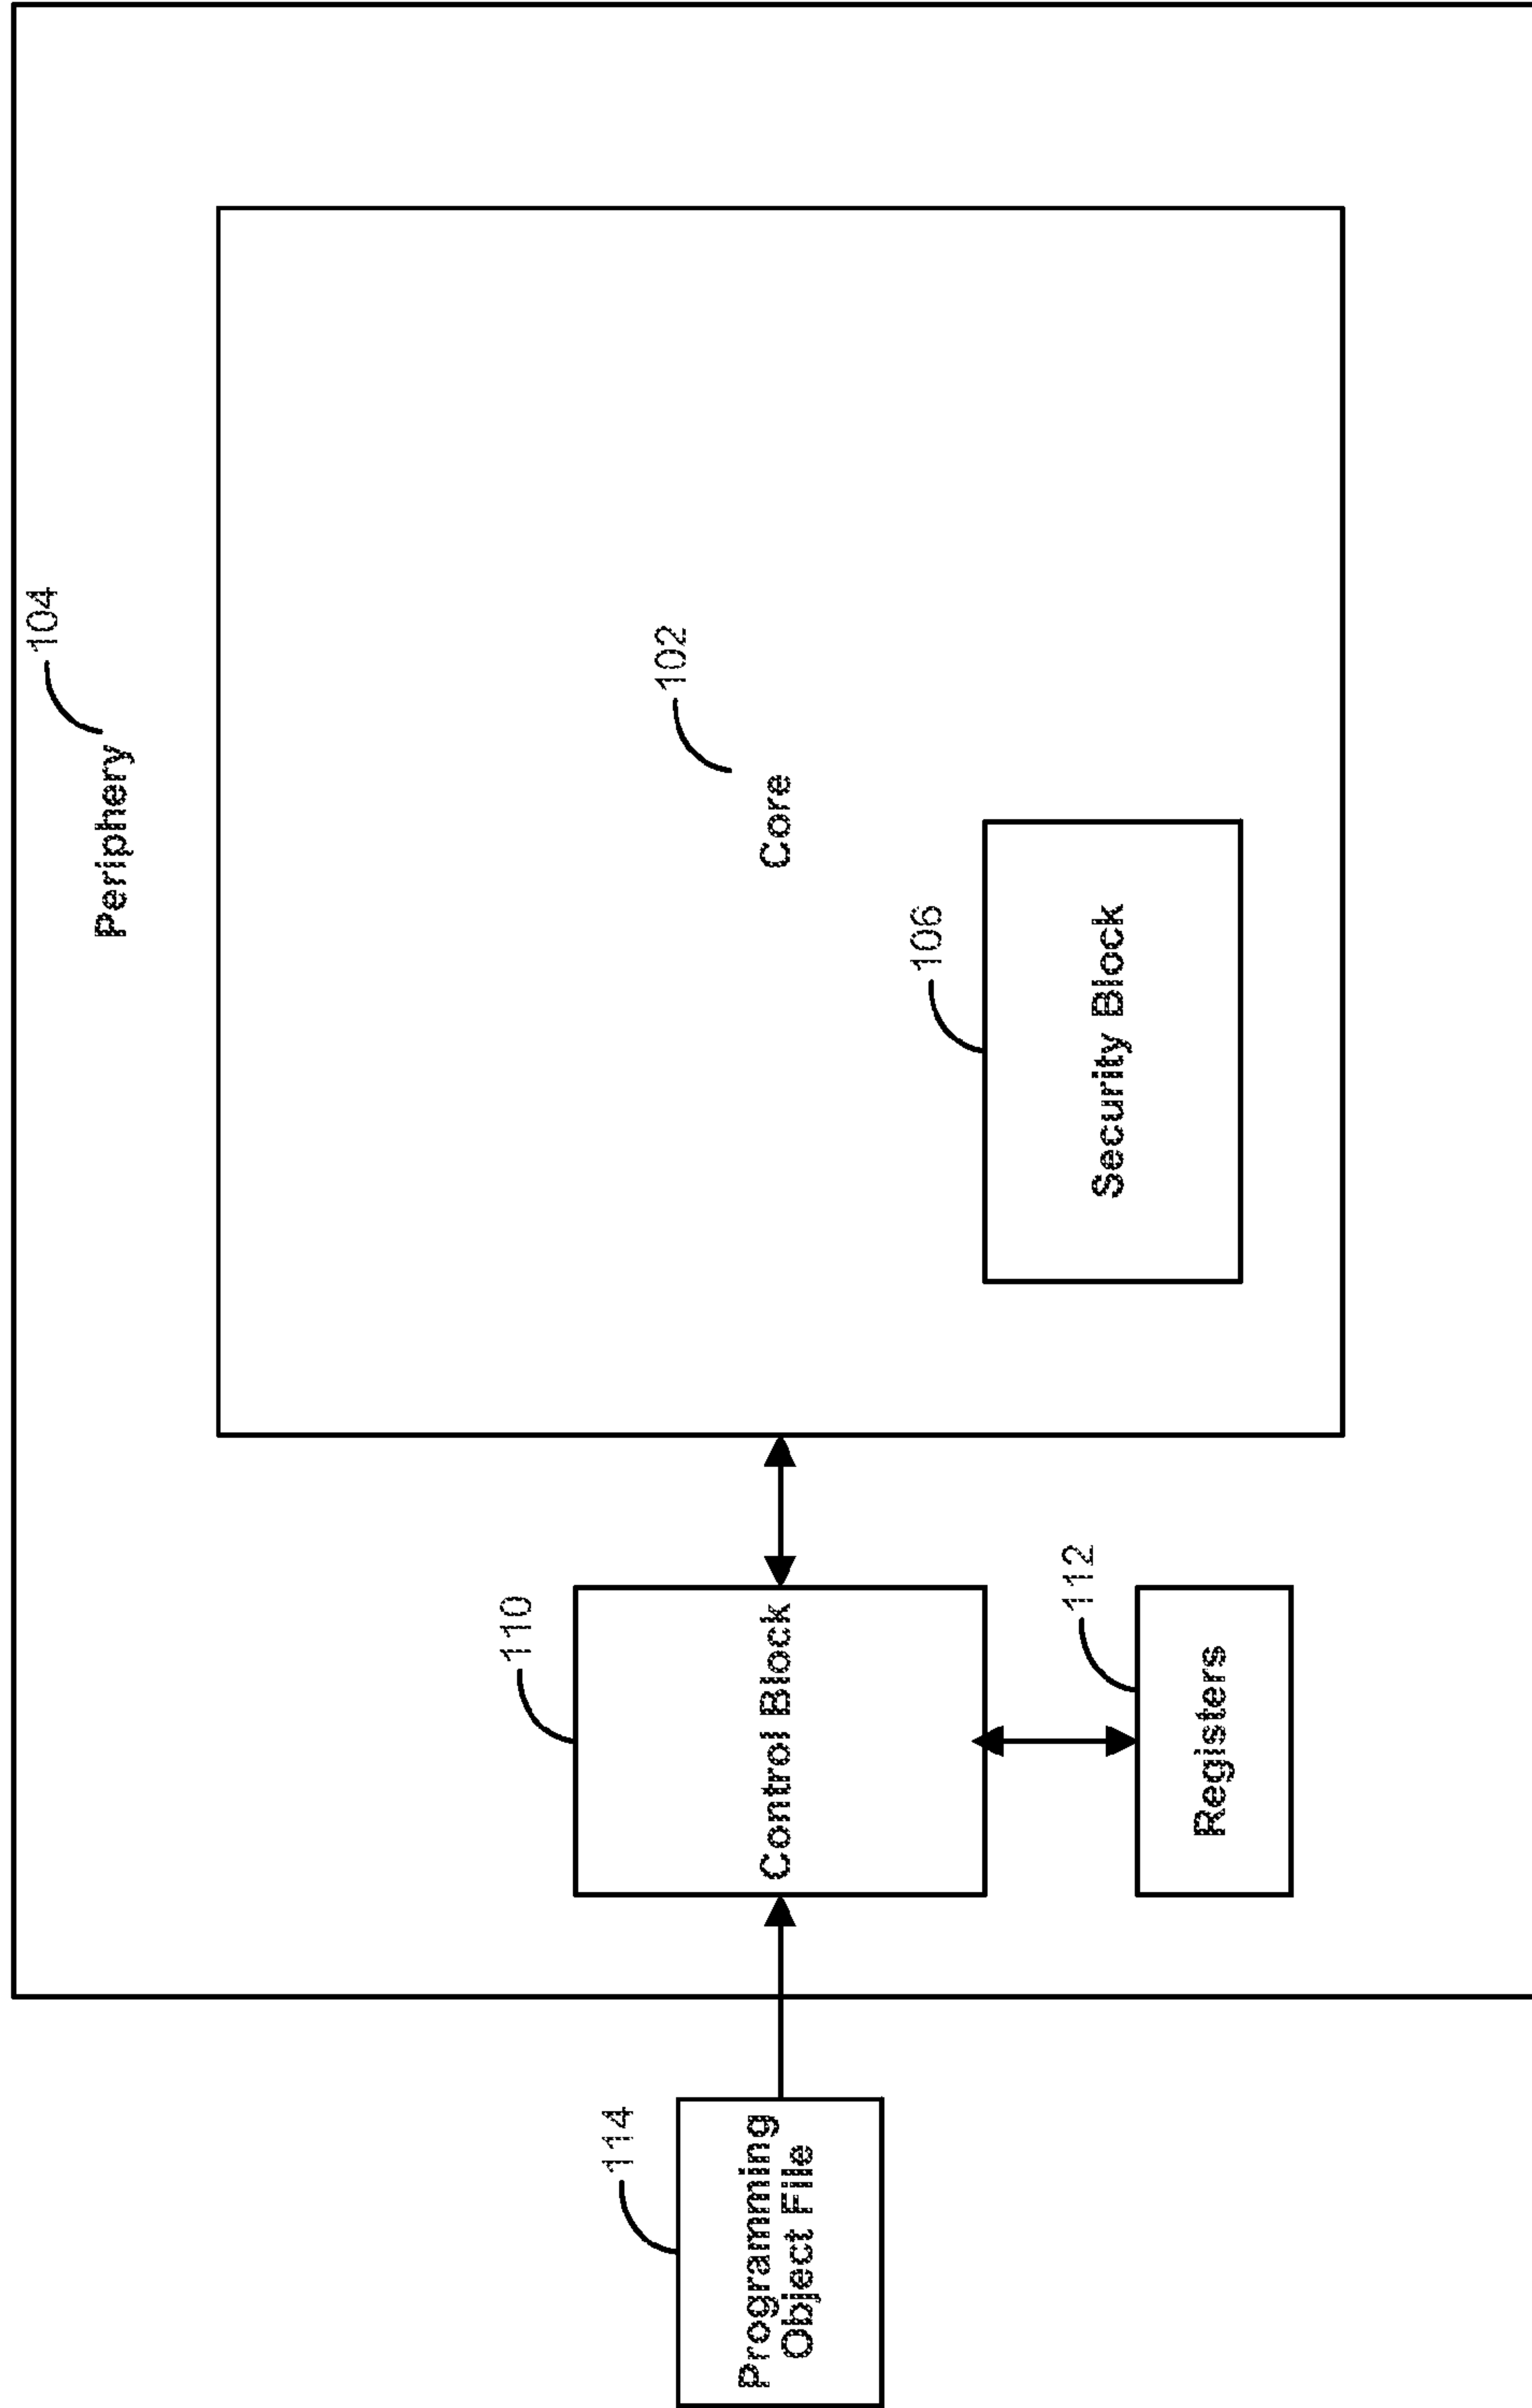 104
Periphery
102
Core
106
Security Block
110
Control Block
112
Registers
114
Programming
Object File